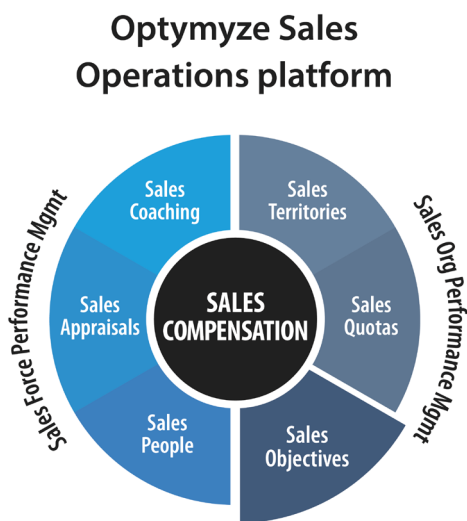 Optymyze Sales
Operations platform
Sales Force Performance Mgmt
Sales Org Performance Mgmt
Sales
Coaching
Sales
Territories
Sales
Appraisals
SALES
COMPENSATION
Sales
Quotas
Sales
People
Sales
Objectives